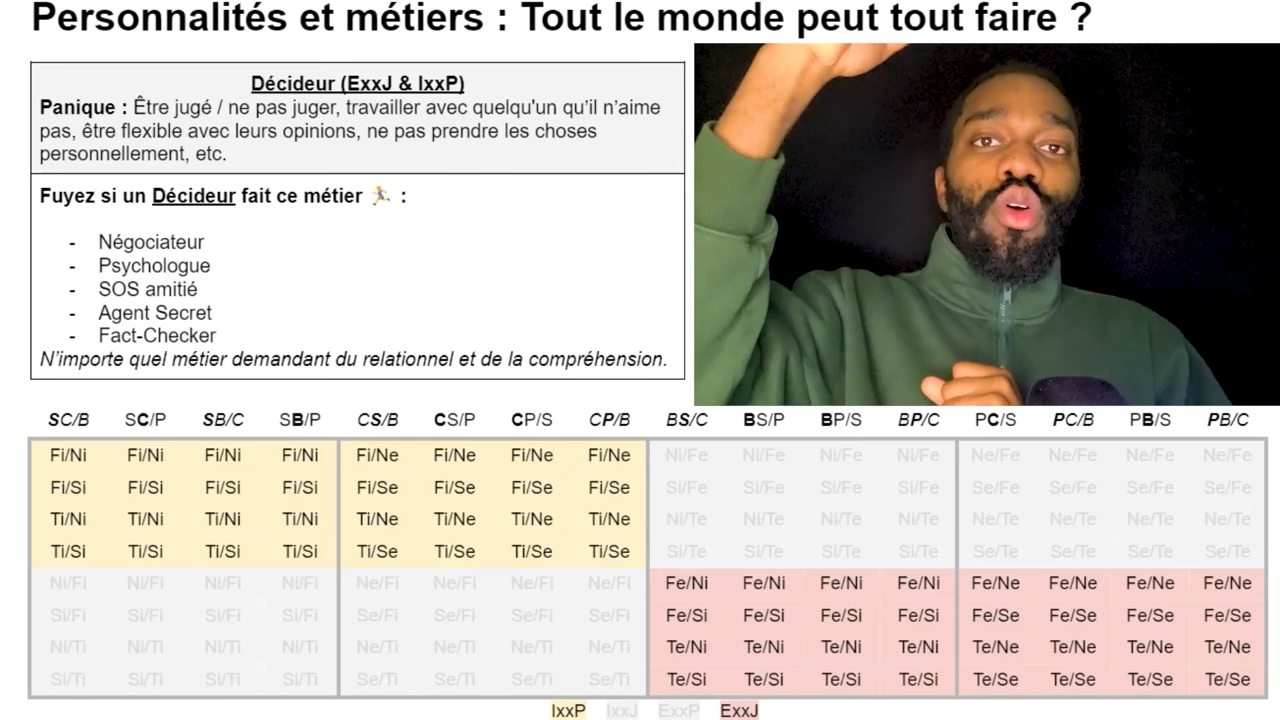 Personnalités et métiers : Tout le monde peut tout faire ?
Décideur (ExxJ & IxxP)
Panique : Être jugé / ne pas juger, travailler avec quelqu'un qu'il n'aime
pas, être flexible avec leurs opinions, ne pas prendre les choses
personnellement, etc.
Fuyez si un Décideur fait ce métier 🏃 :
- Négociateur
- Psychologue
- SOS amitié
- Agent Secret
- Fact-Checker
N'importe quel métier demandant du relationnel et de la compréhension.
SC/B SC/P SB/C SB/P CS/B CS/P CP/S CP/B BS/C BS/P BP/S BP/C PC/S PC/B PB/S PB/C
Fi/Ni Fi/Ni Fi/Ni Fi/Ni Fi/Ne Fi/Ne Fi/Ne Fi/Ne Ni/Fe Ni/Fe Ni/Fe Ni/Fe Ne/Fe Ne/Fe Ne/Fe Ne/Fe
Fi/Si Fi/Si Fi/Si Fi/Si Fi/Se Fi/Se Fi/Se Fi/Se Si/Fe Si/Fe Si/Fe Si/Fe Se/Fe Se/Fe Se/Fe Se/Fe
Ti/Ni Ti/Ni Ti/Ni Ti/Ni Ti/Ne Ti/Ne Ti/Ne Ti/Ne Ni/Te Ni/Te Ni/Te Ni/Te Ne/Te Ne/Te Ne/Te Ne/Te
Ti/Si Ti/Si Ti/Si Ti/Si Ti/Se Ti/Se Ti/Se Ti/Se Si/Te Si/Te Si/Te Si/Te Se/Te Se/Te Se/Te Se/Te
Ni/Fi Ni/Fi Ni/Fi Ni/Fi Ne/Fi Ne/Fi Ne/Fi Ne/Fi Fe/Ni Fe/Ni Fe/Ni Fe/Ni Fe/Ne Fe/Ne Fe/Ne Fe/Ne
Si/Fi Si/Fi Si/Fi Si/Fi Se/Fi Se/Fi Se/Fi Se/Fi Fe/Si Fe/Si Fe/Si Fe/Si Fe/Se Fe/Se Fe/Se Fe/Se
Ni/Ti Ni/Ti Ni/Ti Ni/Ti Ne/Ti Ne/Ti Ne/Ti Ne/Ti Te/Ni Te/Ni Te/Ni Te/Ni Te/Ne Te/Ne Te/Ne Te/Ne
Si/Ti Si/Ti Si/Ti Si/Ti Se/Ti Se/Ti Se/Ti Se/Ti Te/Si Te/Si Te/Si Te/Si Te/Se Te/Se Te/Se Te/Se
IxxP IxxJ ExxP ExxJ